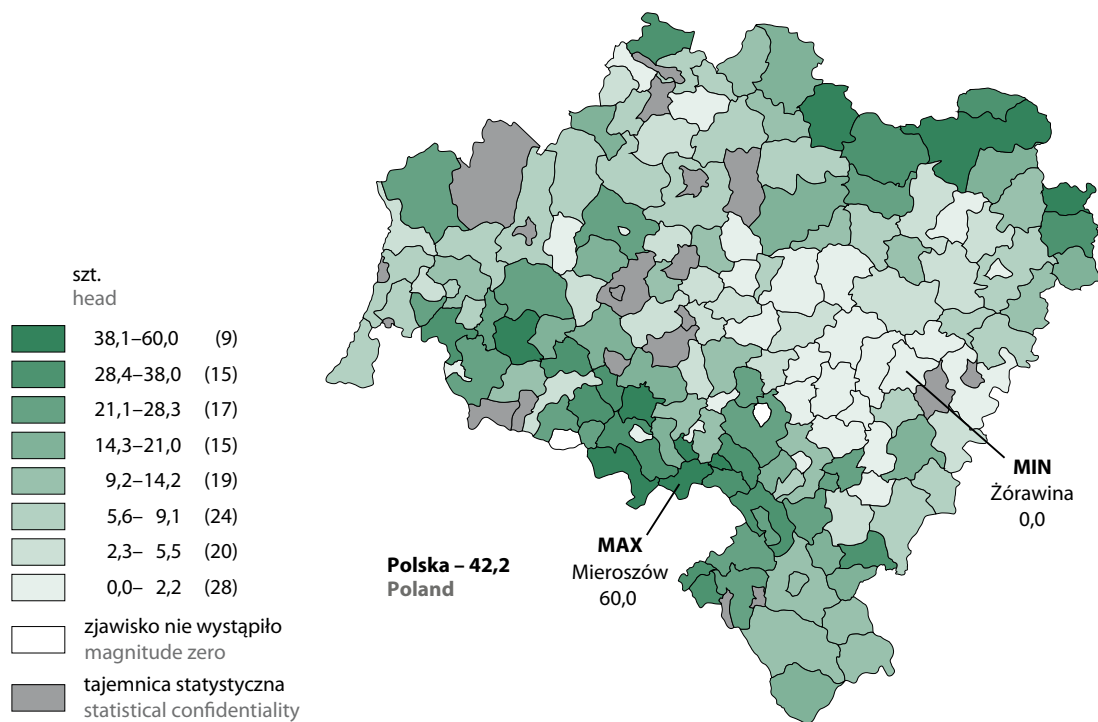 szt.
head
38,1–60,0 (9)
28,4–38,0 (15)
21,1–28,3 (17)
14,3–21,0 (15)
9,2–14,2 (19)
5,6– 9,1 (24)
2,3– 5,5 (20)
0,0– 2,2 (28)
zjawisko nie wystąpiło
magnitude zero
tajemnica statystyczna
statistical confidentiality
Polska – 42,2
Poland
MAX
Mieroszów
60,0
MIN
Żórawina
0,0